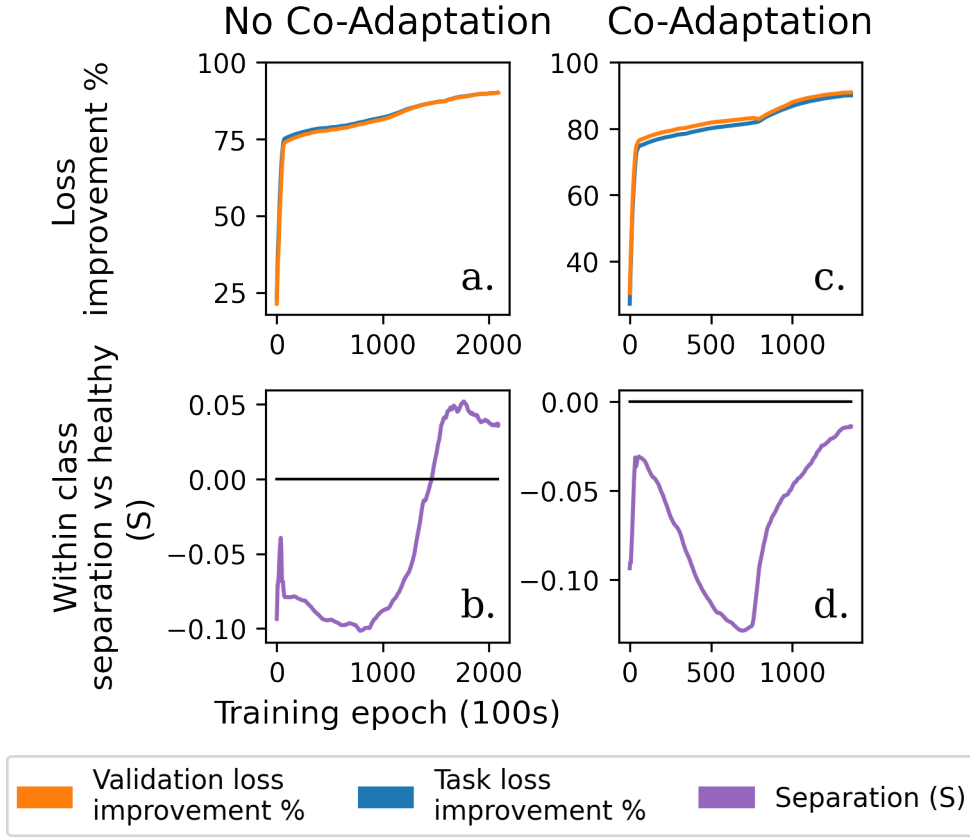 No Co-Adaptation
Co-Adaptation
Loss
improvement %
100
75
50
25
0
1000
2000
a.
100
80
60
40
0
500
1000
c.
Within class
separation vs healthy
(S)
0.05
0.00
−0.05
−0.10
0
1000
2000
b.
0.00
−0.05
−0.10
0
500
1000
d.
Training epoch (100s)
Validation loss
improvement %
Task loss
improvement %
Separation (S)